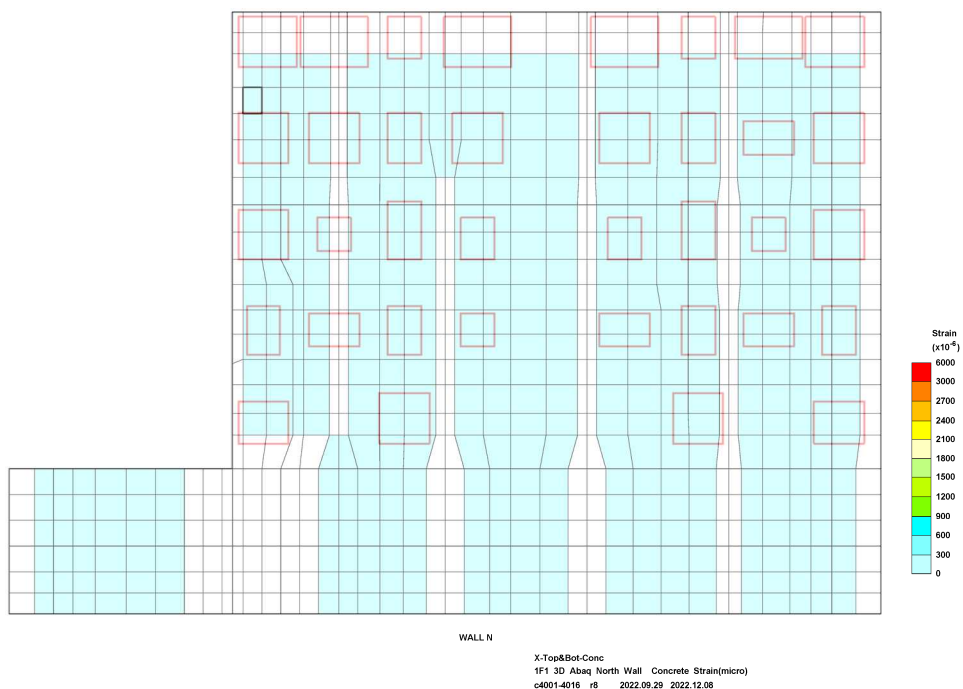 Strain
(x10⁻⁶)
6000
3000
2700
2400
2100
1800
1500
1200
900
600
300
0
WALL N
X-Top&Bot-Conc
1F1 3D Abaq North Wall Concrete Strain(micro)
c4001-4016 r8 2022.09.29 2022.12.08